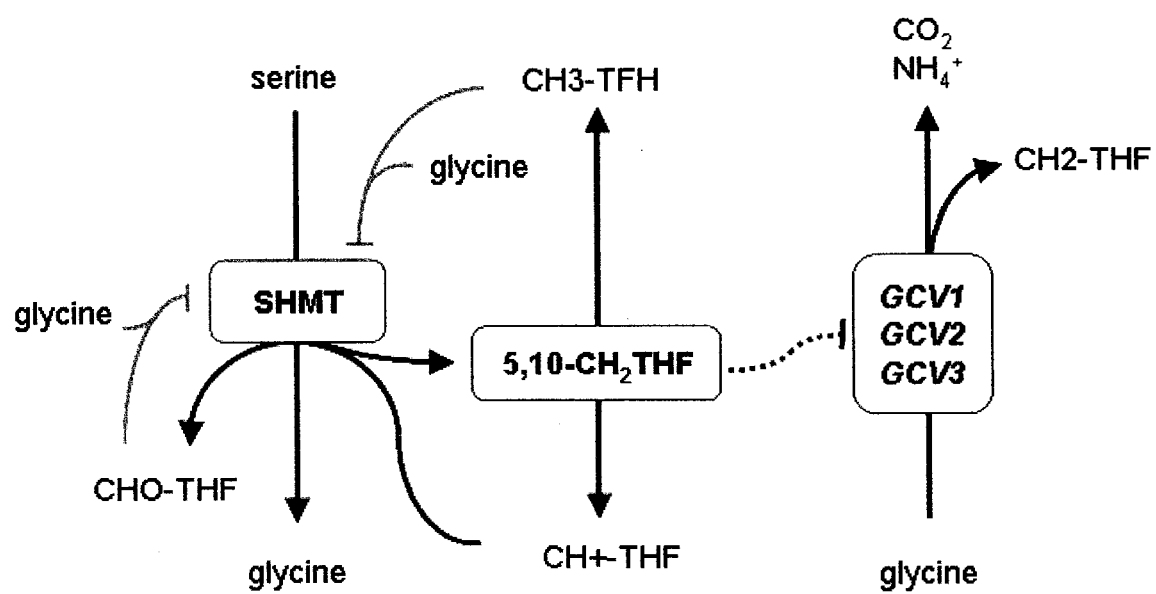 CO₂
NH₄⁺
serine
CH3-TFH
CH2-THF
glycine
glycine
SHMT
GCV1
GCV2
GCV3
5,10-CH₂THF
CHO-THF
glycine
CH+-THF
glycine